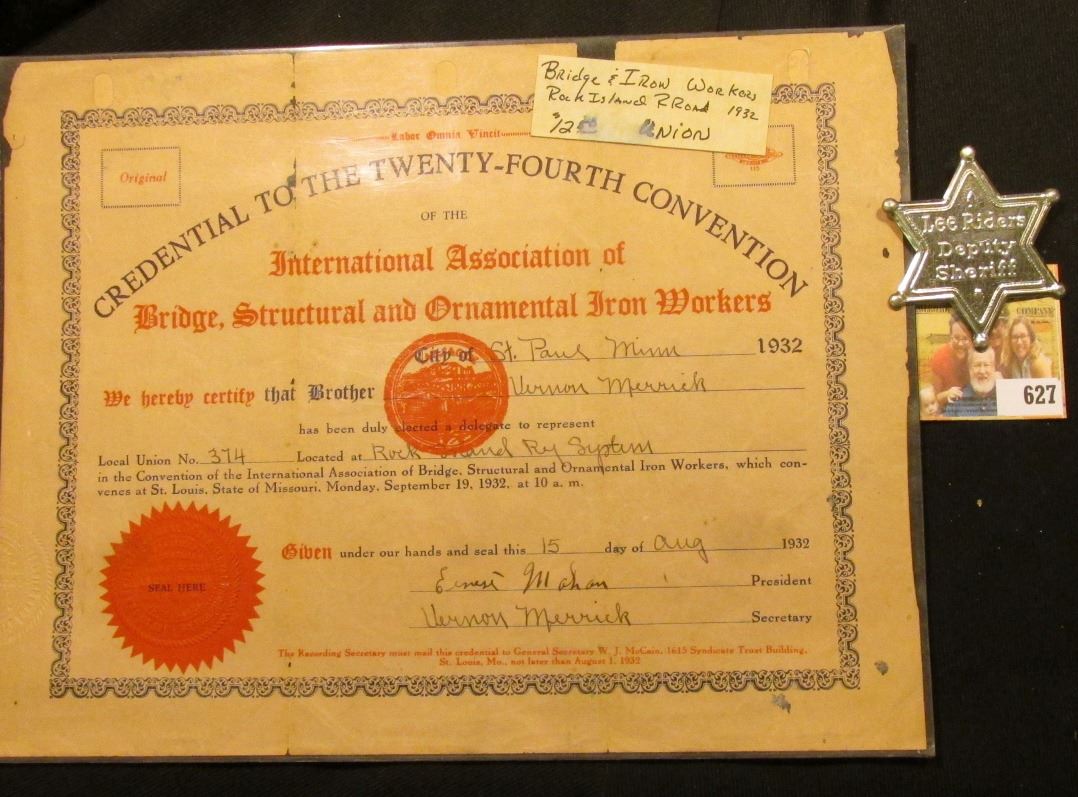 Bridge & Iron Workers
Rock Island RRoad 1932
$12.50 Union
Labor Omnia Vincit
Original
115
CREDENTIAL TO THE TWENTY-FOURTH CONVENTION
OF THE
International Association of
Bridge, Structural and Ornamental Iron Workers
City of St. Paul Minn 1932
We hereby certify that Brother Vernon Merrick
has been duly elected a delegate to represent
Local Union No. 374 Located at Rock Island Ry System
in the Convention of the International Association of Bridge, Structural and Ornamental Iron Workers, which con-
venes at St. Louis, State of Missouri, Monday, September 19, 1932, at 10 a. m.
Given under our hands and seal this 15 day of Aug 1932
SEAL HERE
Ernest Mahan President
Vernon Merrick Secretary
The Recording Secretary must mail this credential to General Secretary W. J. McCain, 1615 Syndicate Trust Building,
St. Louis, Mo., not later than August 1, 1932
Lee Riders
Deputy
Sheriff
COMPANY
627